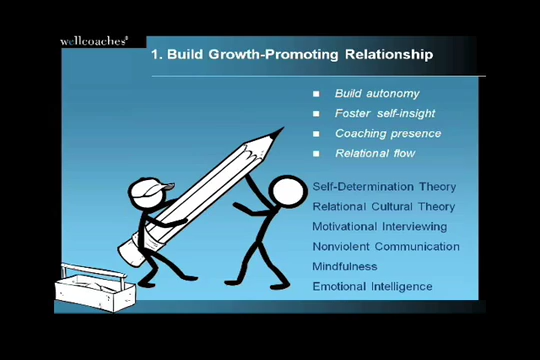 wellcoaches
1. Build Growth-Promoting Relationship
Build autonomy
Foster self-insight
Coaching presence
Relational flow
Self-Determination Theory
Relational Cultural Theory
Motivational Interviewing
Nonviolent Communication
Mindfulness
Emotional Intelligence